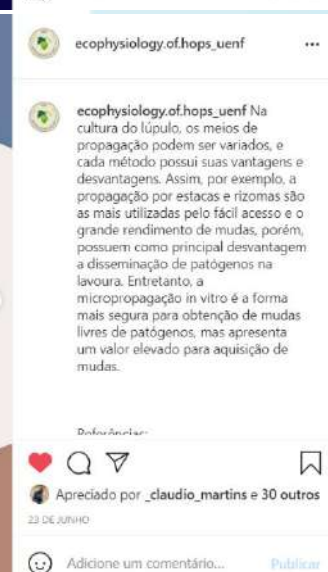 ecophysiology.of.hops_uenf
ecophysiology.of.hops_uenf Na
cultura do lúpulo, os meios de
propagação podem ser variados, e
cada método possui suas vantagens e
desvantagens. Assim, por exemplo, a
propagação por estacas e rizomas são
as mais utilizadas pelo fácil acesso e o
grande rendimento de mudas, porém,
possuem como principal desvantagem
a disseminação de patógenos na
lavoura. Entretanto, a
micropropagação in vitro é a forma
mais segura para obtenção de mudas
livres de patógenos, mas apresenta
um valor elevado para aquisição de
mudas.
Referências:
Apreciado por _claudio_martins e 30 outros
23 DE JUNHO
Adicione um comentário... Publicar